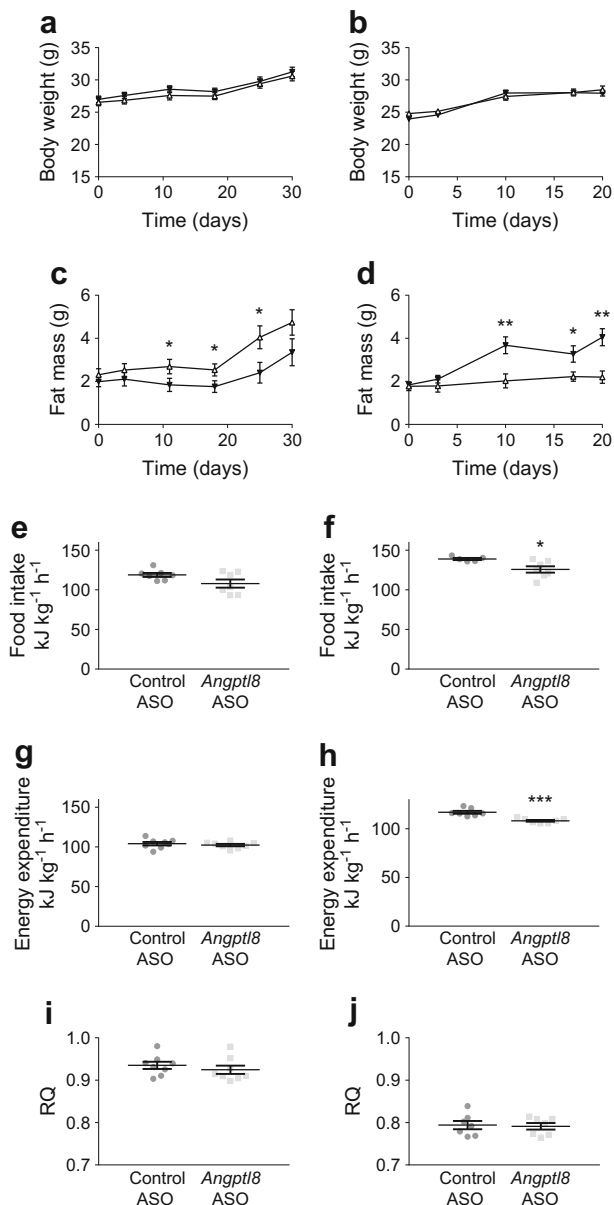 a
Body weight (g)
35
30
25
20
15
0
10
20
30
Time (days)
b
Body weight (g)
35
30
25
20
15
0
5
10
15
20
Time (days)
c
Fat mass (g)
6
4
2
0
*
*
*
0
10
20
30
Time (days)
d
Fat mass (g)
6
4
2
0
**
*
**
0
5
10
15
20
Time (days)
e
Food intake
kJ kg⁻¹ h⁻¹
150
100
50
0
Control
ASO
Angptl8
ASO
f
Food intake
kJ kg⁻¹ h⁻¹
150
100
50
0
*
Control
ASO
Angptl8
ASO
g
Energy expenditure
kJ kg⁻¹ h⁻¹
150
100
50
0
Control
ASO
Angptl8
ASO
h
Energy expenditure
kJ kg⁻¹ h⁻¹
100
50
0
***
Control
ASO
Angptl8
ASO
i
RQ
1.0
0.9
0.8
0.7
Control
ASO
Angptl8
ASO
j
RQ
1.0
0.9
0.8
0.7
Control
ASO
Angptl8
ASO